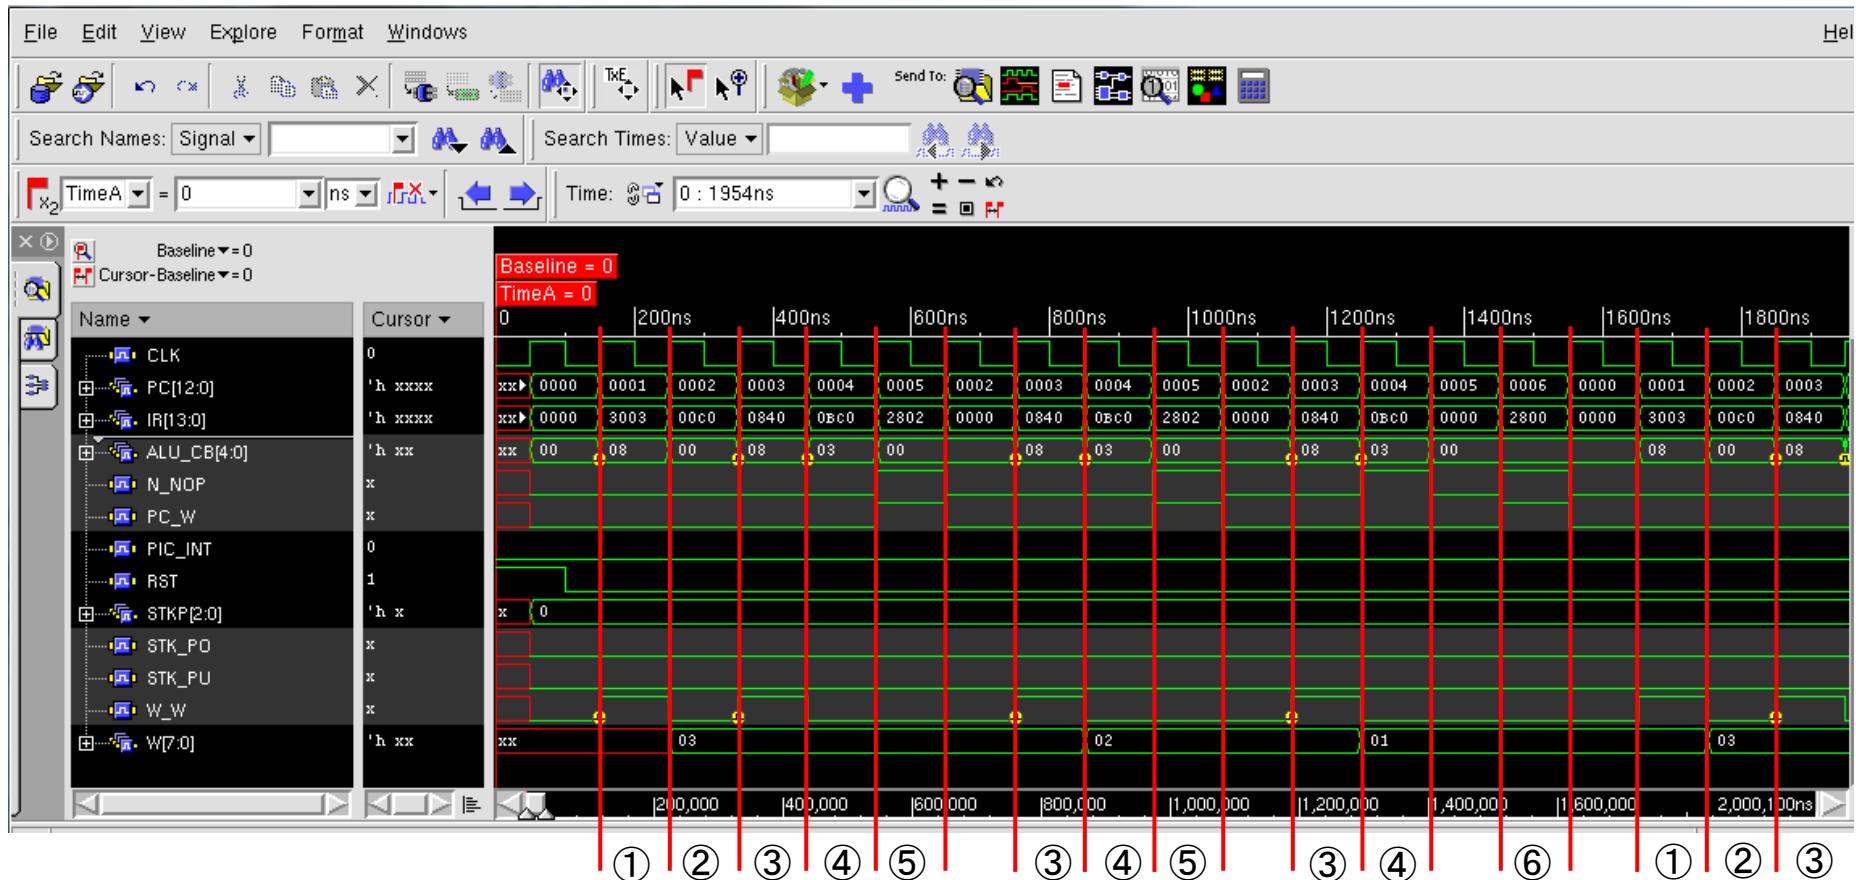 File Edit View Explore Format Windows Hel
TxE Send To:
Search Names: Signal Search Times: Value
x2 TimeA = 0 ns Time: 0 : 1954ns
Baseline = 0
Cursor-Baseline = 0
Baseline = 0
TimeA = 0
Name Cursor 0 200ns 400ns 600ns 800ns 1000ns 1200ns 1400ns 1600ns 1800ns
CLK 0
PC[12:0] 'h xxxx xx 0000 0001 0002 0003 0004 0005 0002 0003 0004 0005 0002 0003 0004 0005 0006 0000 0001 0002 0003
IR[13:0] 'h xxxx xx 0000 3003 00C0 0840 0BC0 2802 0000 0840 0BC0 2802 0000 0840 0BC0 0000 2800 0000 3003 00C0 0840
ALU_CB[4:0] 'h xx xx 00 08 00 08 03 00 08 03 00 08 03 00 08 00 08
N_NOP x
PC_W x
PIC_INT 0
RST 1
STKP[2:0] 'h x x 0
STK_PO x
STK_PU x
W_W x
W[7:0] 'h xx xx 03 02 01 03
200,000 400,000 600,000 800,000 1,000,000 1,200,000 1,400,000 1,600,000 2,000,100ns
① ② ③ ④ ⑤ ③ ④ ⑤ ③ ④ ⑥ ① ② ③